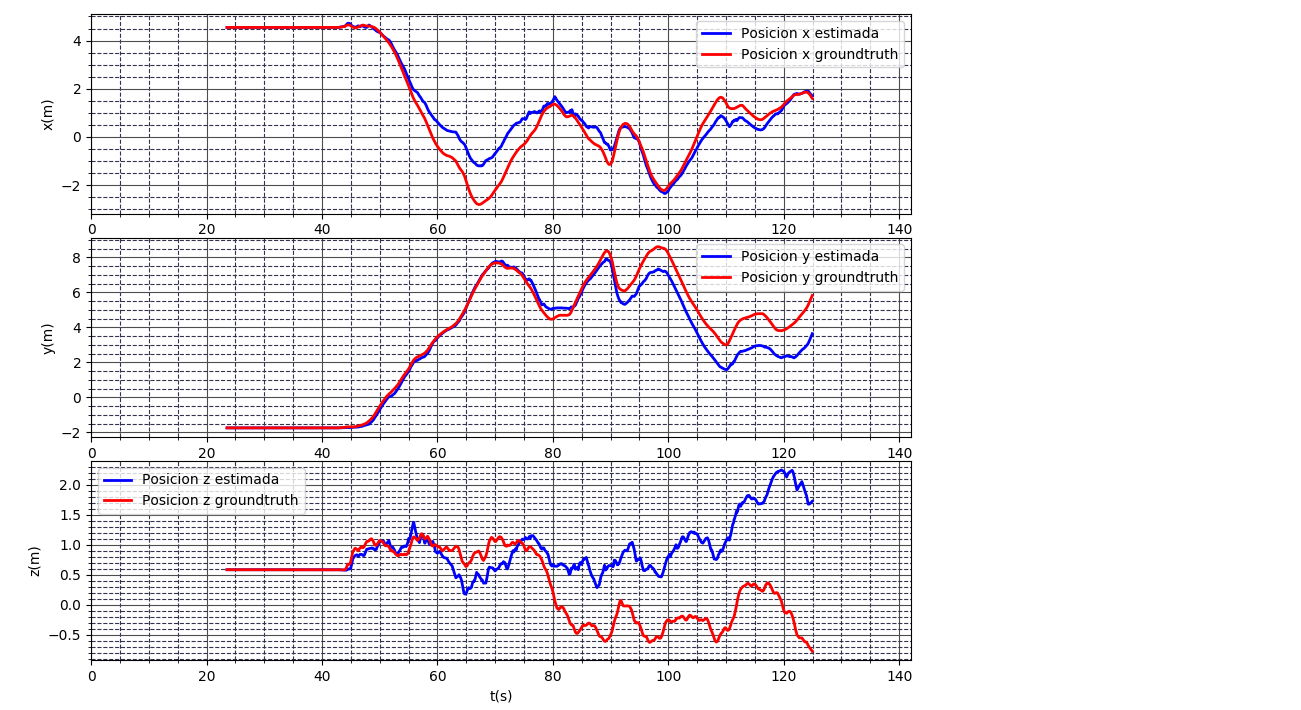 4
2
0
−2
x(m)
Posicion x estimada
Posicion x groundtruth
0 20 40 60 80 100 120 140
8
6
4
2
0
−2
y(m)
Posicion y estimada
Posicion y groundtruth
0 20 40 60 80 100 120 140
2.0
1.5
1.0
0.5
0.0
−0.5
z(m)
Posicion z estimada
Posicion z groundtruth
0 20 40 60 80 100 120 140
t(s)